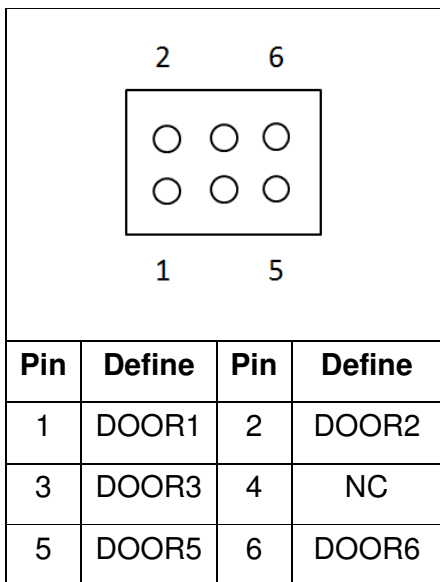 2 6
1 5
Pin Define Pin Define
1 DOOR1 2 DOOR2
3 DOOR3 4 NC
5 DOOR5 6 DOOR6